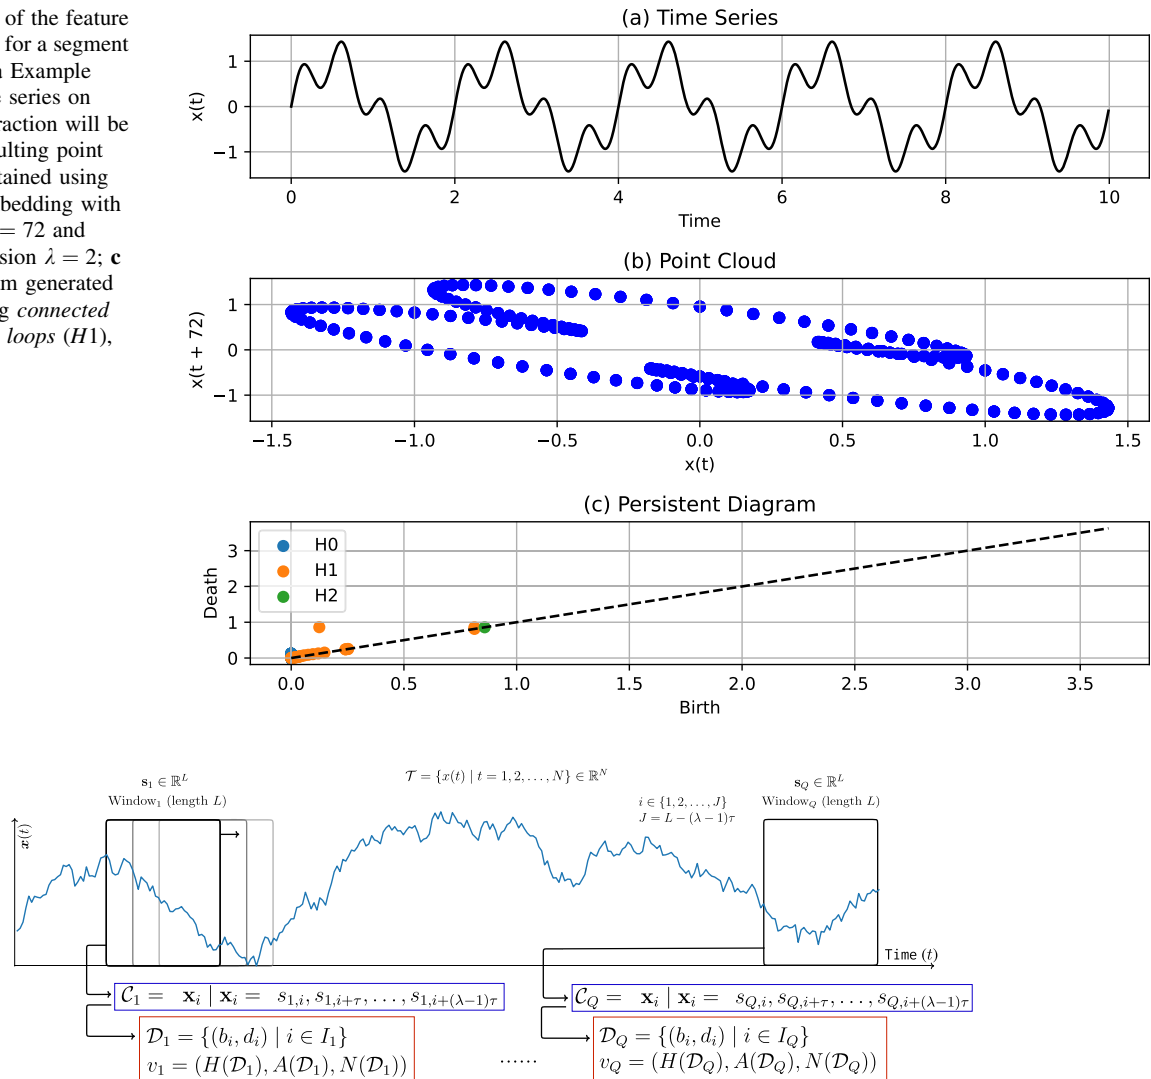 of the feature
for a segment
Example
series on
raction will be
ulting point
tained using
bedding with
= 72 and
sion λ = 2; c
m generated
g connected
loops (H1),
(a) Time Series
x(t)
1
0
−1
0 2 4 6 8 10
Time
(b) Point Cloud
x(t + 72)
1
0
−1
−1.5 −1.0 −0.5 0.0 0.5 1.0 1.5
x(t)
(c) Persistent Diagram
Death
3
2
1
0
H0
H1
H2
0.0 0.5 1.0 1.5 2.0 2.5 3.0 3.5
Birth
𝒯 = {x(t) | t = 1, 2, . . . , N} ∈ ℝ^N
s₁ ∈ ℝ^L
Window₁ (length L)
i ∈ {1, 2, . . . , J}
J = L − (λ − 1)τ
s_Q ∈ ℝ^L
Window_Q (length L)
x(t)
Time (t)
𝒞₁ = x_i | x_i = s_{1,i}, s_{1,i+τ}, . . . , s_{1,i+(λ−1)τ}
𝒟₁ = {(b_i, d_i) | i ∈ I₁}
v₁ = (H(𝒟₁), A(𝒟₁), N(𝒟₁))
......
𝒞_Q = x_i | x_i = s_{Q,i}, s_{Q,i+τ}, . . . , s_{Q,i+(λ−1)τ}
𝒟_Q = {(b_i, d_i) | i ∈ I_Q}
v_Q = (H(𝒟_Q), A(𝒟_Q), N(𝒟_Q))